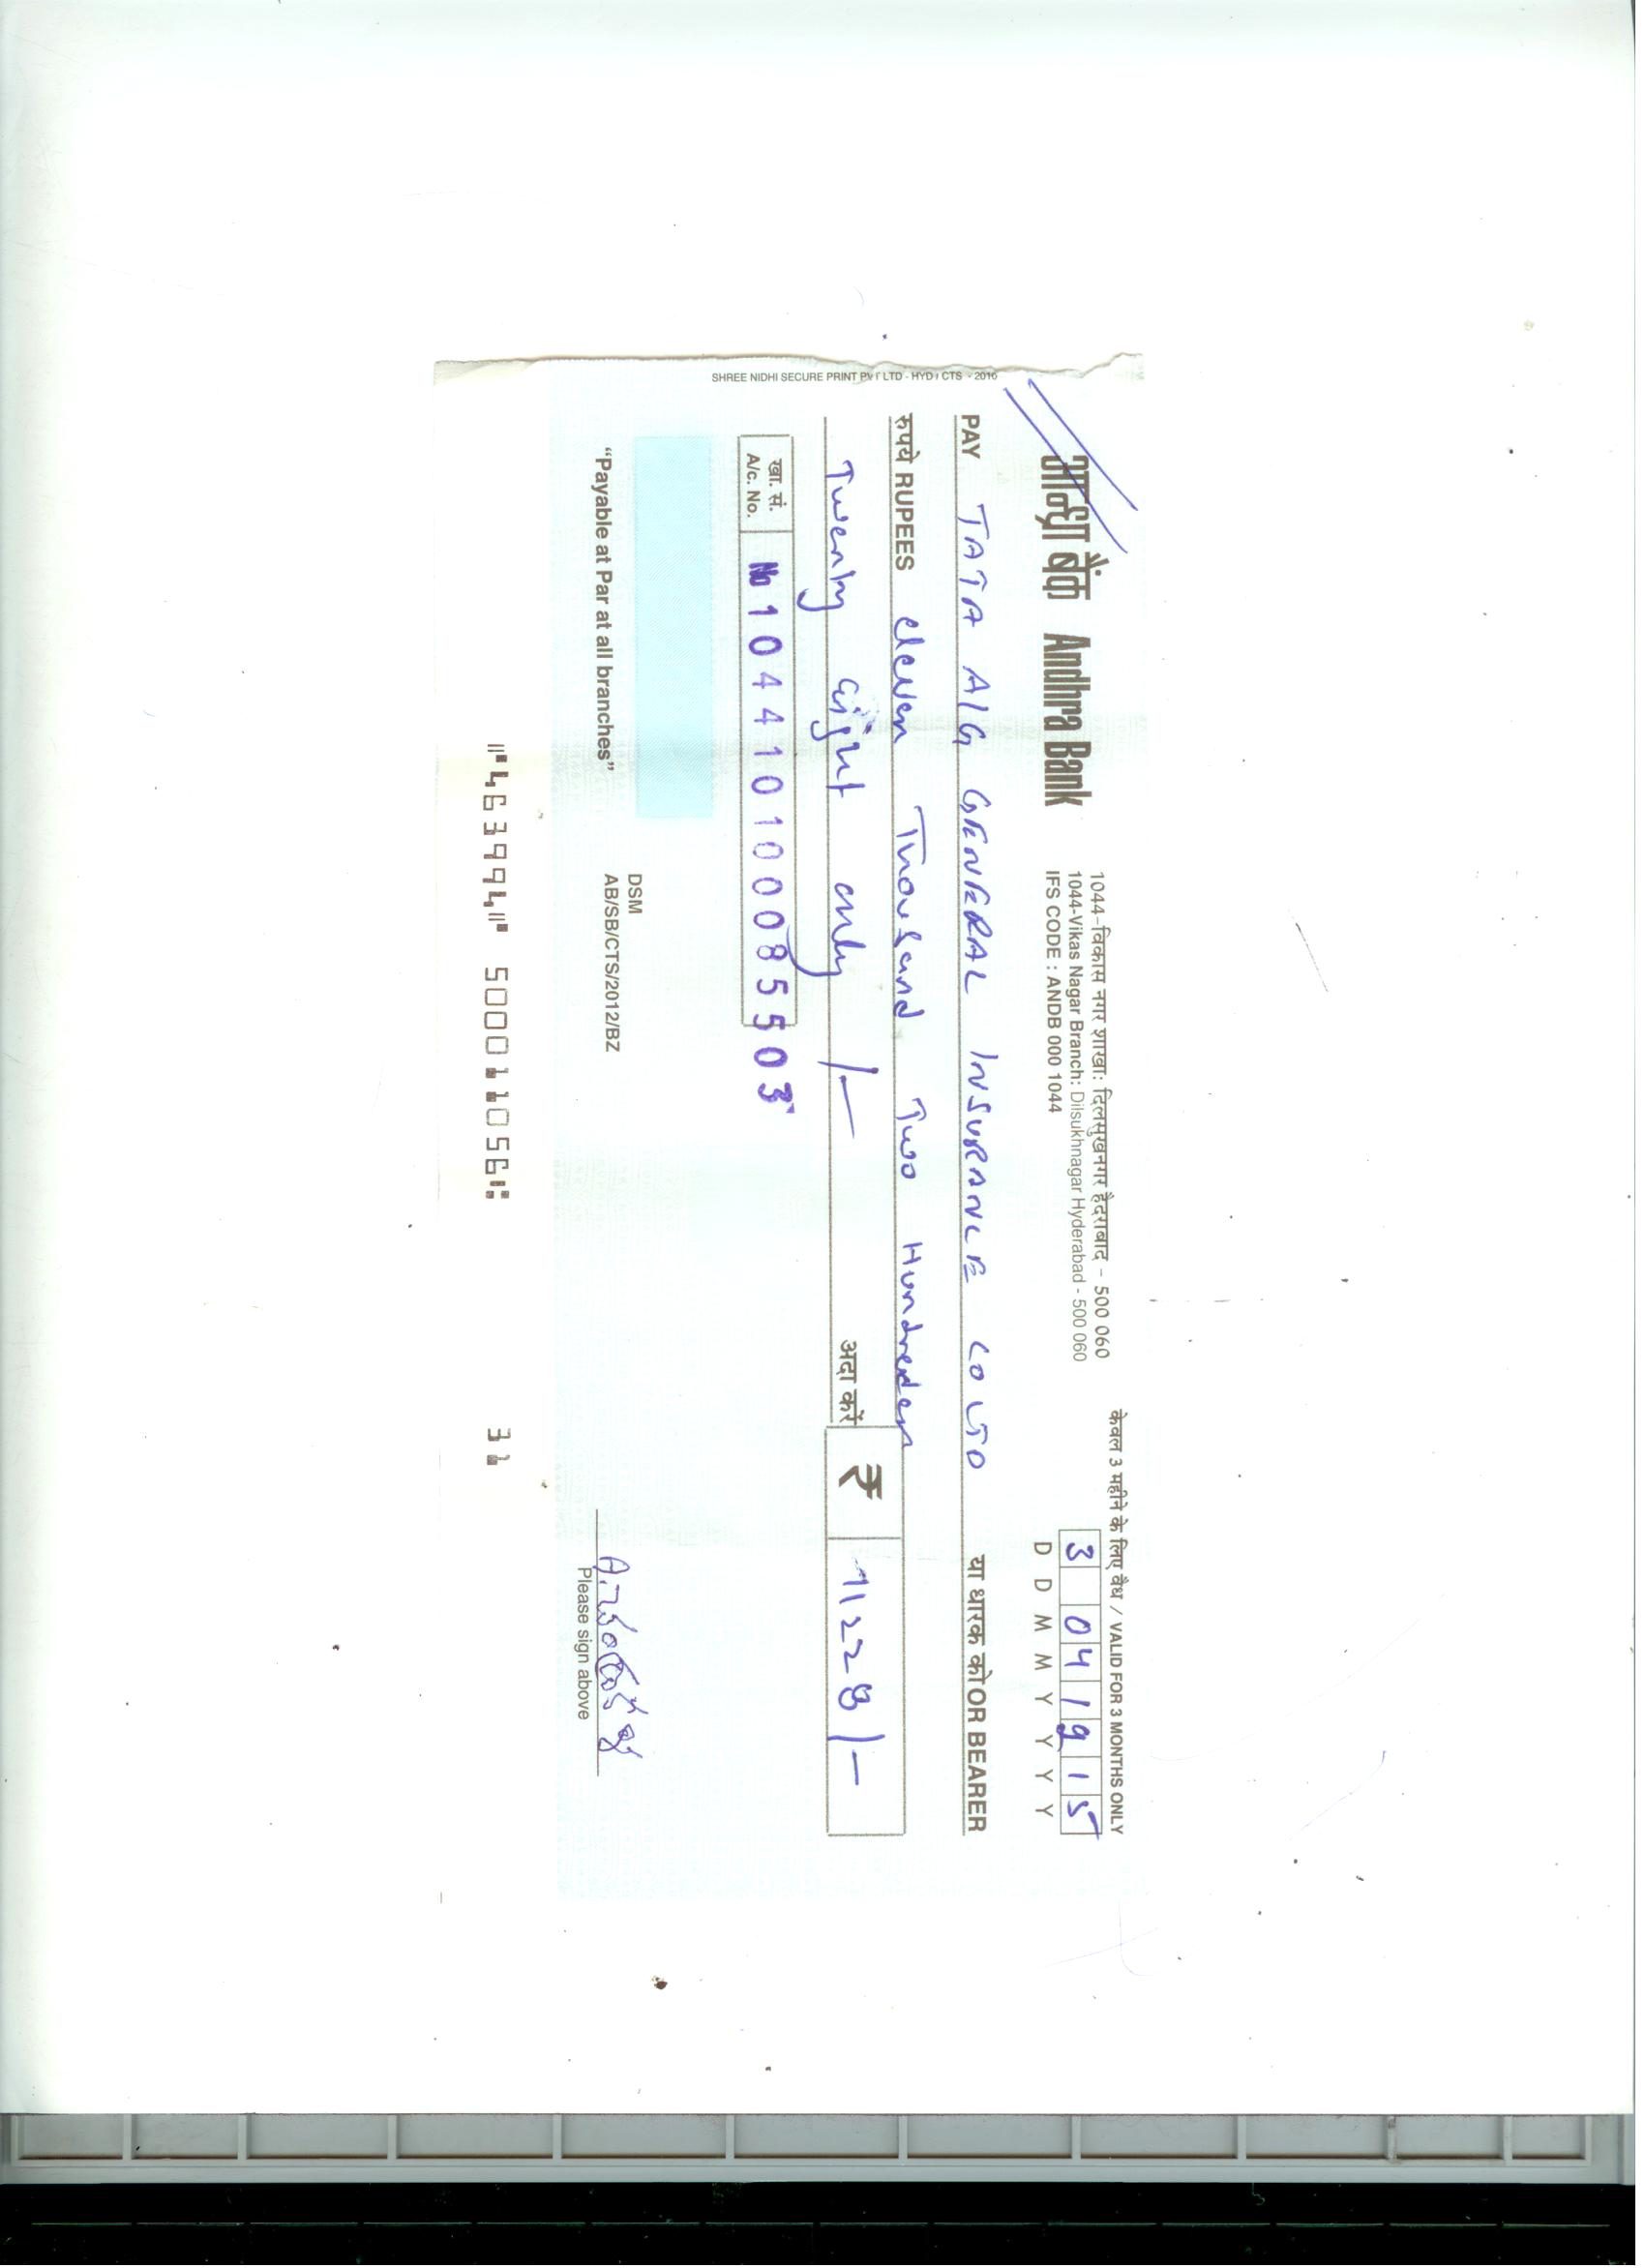 केवल 3 महीने के लिए वैध / VALID FOR 3 MONTHS ONLY
आन्ध्रा बैंक Andhra Bank
1044-विकास नगर शाखा: दिलसुखनगर हैदराबाद - 500 060
1044-Vikas Nagar Branch: Dilsukhnagar Hyderabad - 500 060
IFS CODE : ANDB 000 1044
3 04 1915
D D M M Y Y Y Y
PAY TATA AIG GENERAL INSURANCE CO LTD या धारक को OR BEARER
रुपये RUPEES eleven Thousand Two Hundred
Twenty eight only /- अदा करें ₹ 11228/-
खा. सं.
A/c. No. No 104410100085503
"Payable at Par at all branches"
DSM
AB/SB/CTS/2012/BZ
Please sign above
⑈463994⑈ 500011056⑆ 31
SHREE NIDHI SECURE PRINT PVT LTD - HYD / CTS - 2010